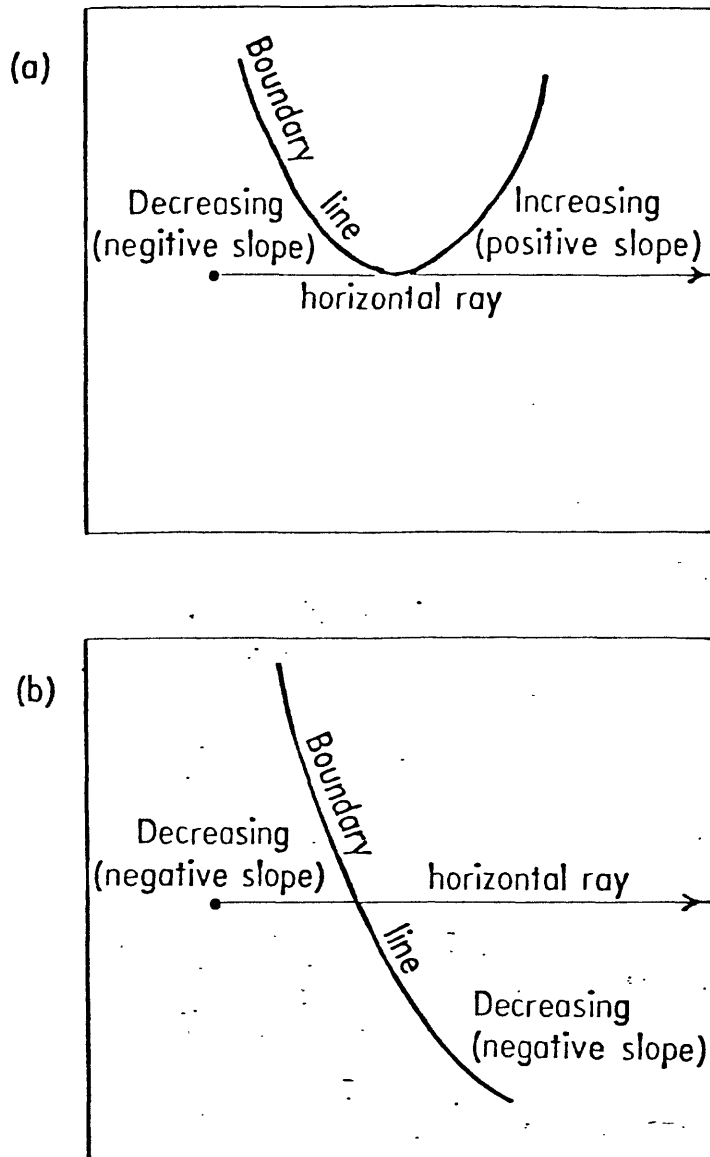 (a)
Boundary line
Decreasing
(negitive slope)
Increasing
(positive slope)
horizontal ray
(b)
Boundary line
Decreasing
(negative slope)
horizontal ray
Decreasing
(negative slope)